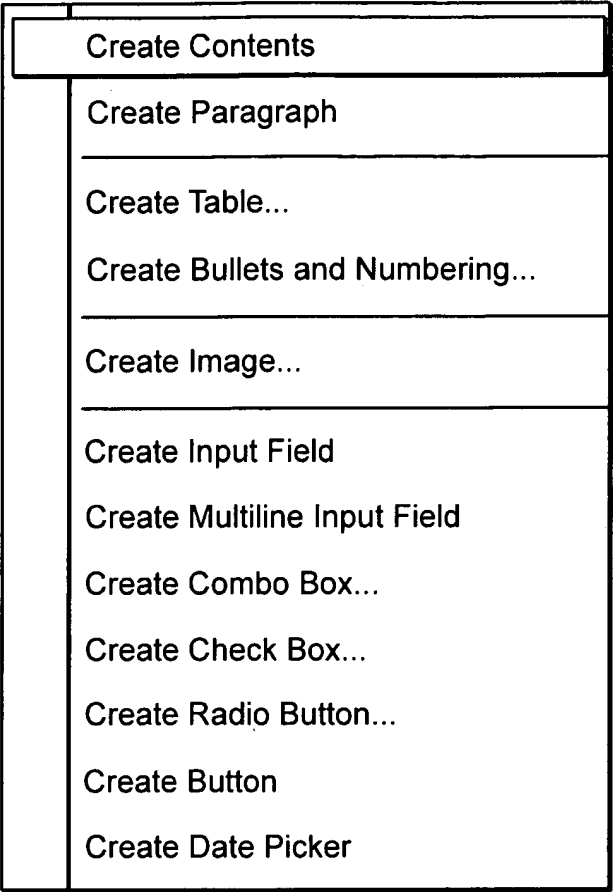 Create Contents
Create Paragraph
Create Table...
Create Bullets and Numbering...
Create Image...
Create Input Field
Create Multiline Input Field
Create Combo Box...
Create Check Box...
Create Radio Button...
Create Button
Create Date Picker